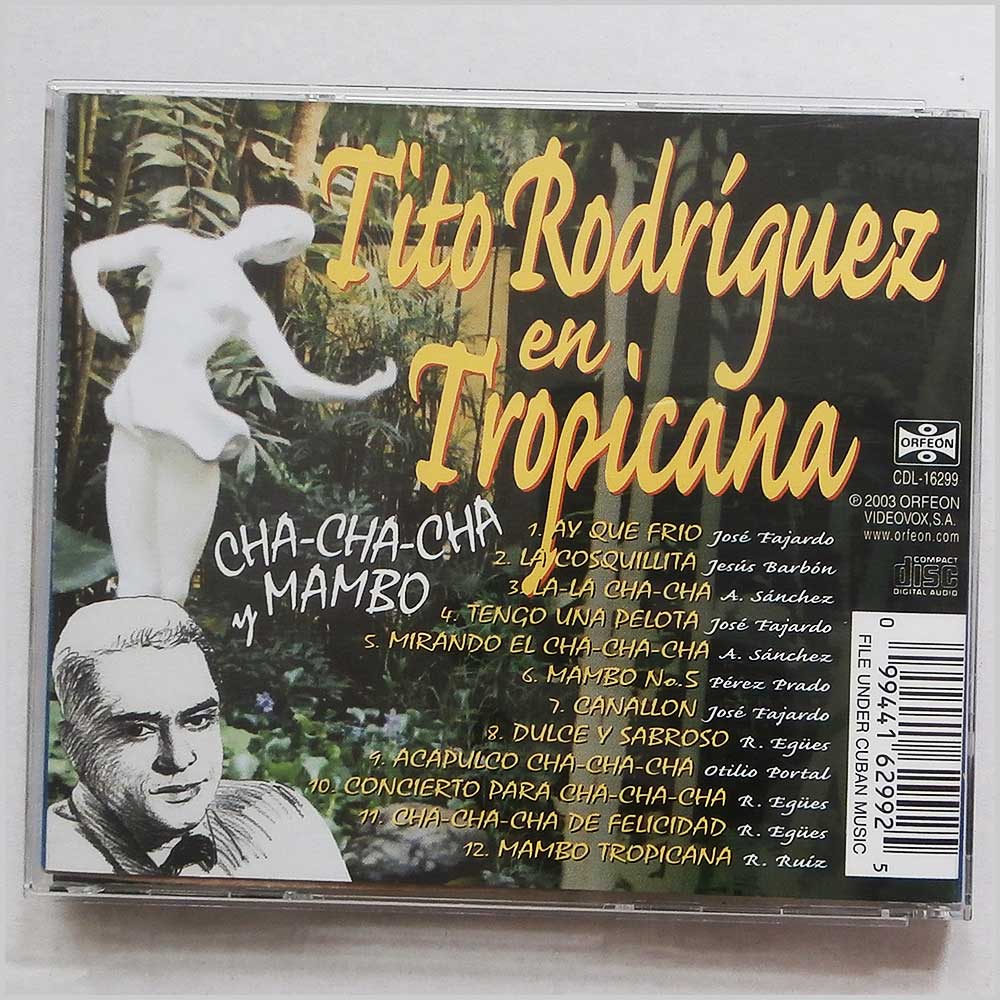 Tito Rodríguez
en
Tropicana
CHA-CHA-CHA
y MAMBO
1. AY QUE FRIO José Fajardo
2. LA COSQUILLITA Jesús Barbón
3. LA-LA CHA-CHA A. Sánchez
4. TENGO UNA PELOTA José Fajardo
5. MIRANDO EL CHA-CHA-CHA A. Sánchez
6. MAMBO No.5 Pérez Prado
7. CANALLON José Fajardo
8. DULCE Y SABROSO R. Egües
9. ACAPULCO CHA-CHA-CHA Otilio Portal
10. CONCIERTO PARA CHA-CHA-CHA R. Egües
11. CHA-CHA-CHA DE FELICIDAD R. Egües
12. MAMBO TROPICANA R. Ruíz
ORFEÓN
CDL-16299
℗ 2003 ORFEON
VIDEOVOX, S.A.
www.orfeon.com
COMPACT
disc
DIGITAL AUDIO
0 99441 62992 5
FILE UNDER CUBAN MUSIC